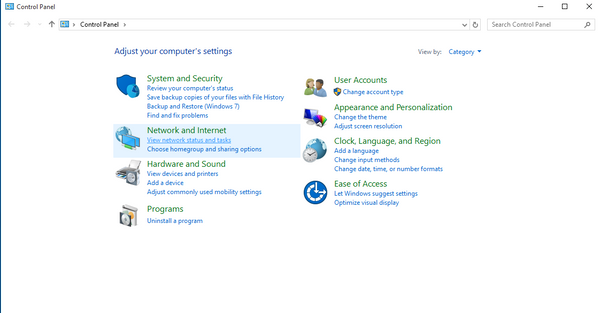 Control Panel
Control Panel
Search Control Panel
Adjust your computer's settings
View by: Category
System and Security
Review your computer's status
Save backup copies of your files with File History
Backup and Restore (Windows 7)
Find and fix problems
Network and Internet
View network status and tasks
Choose homegroup and sharing options
Hardware and Sound
View devices and printers
Add a device
Adjust commonly used mobility settings
Programs
Uninstall a program
User Accounts
Change account type
Appearance and Personalization
Change the theme
Adjust screen resolution
Clock, Language, and Region
Add a language
Change input methods
Change date, time, or number formats
Ease of Access
Let Windows suggest settings
Optimize visual display